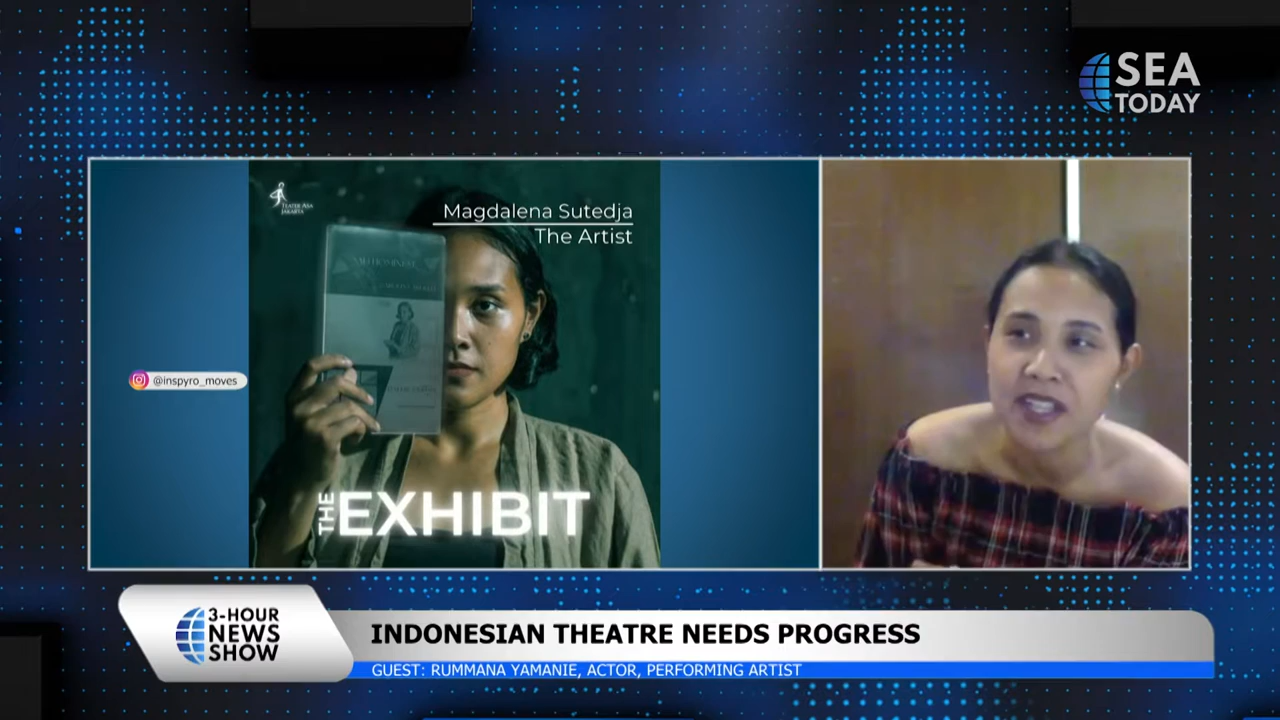 SEA
TODAY
TEATER ASA
JAKARTA
Magdalena Sutedja
The Artist
@inspyro_moves
THE EXHIBIT
3-HOUR
NEWS
SHOW
INDONESIAN THEATRE NEEDS PROGRESS
GUEST: RUMMANA YAMANIE, ACTOR, PERFORMING ARTIST